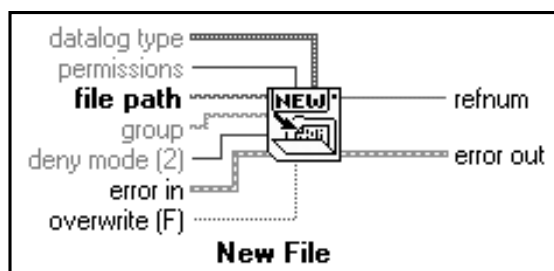 datalog type
permissions
file path
group
deny mode (2)
error in
overwrite (F)
NEW
refnum
error out
New File